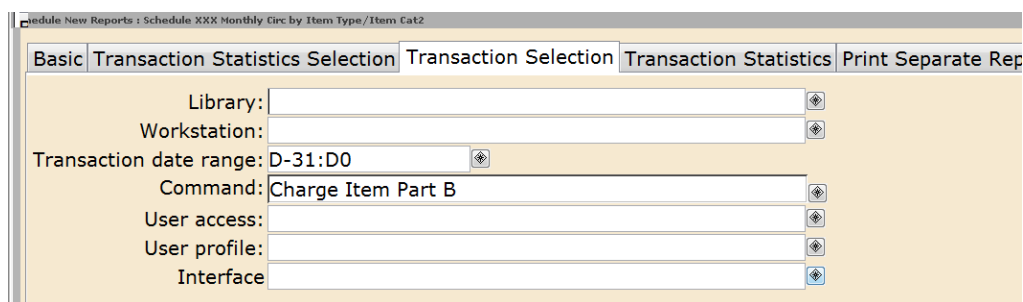 edule New Reports : Schedule XXX Monthly Circ by Item Type/Item Cat2
Basic Transaction Statistics Selection Transaction Selection Transaction Statistics Print Separate Rep
Library:
Workstation:
Transaction date range: D-31:D0
Command: Charge Item Part B
User access:
User profile:
Interface